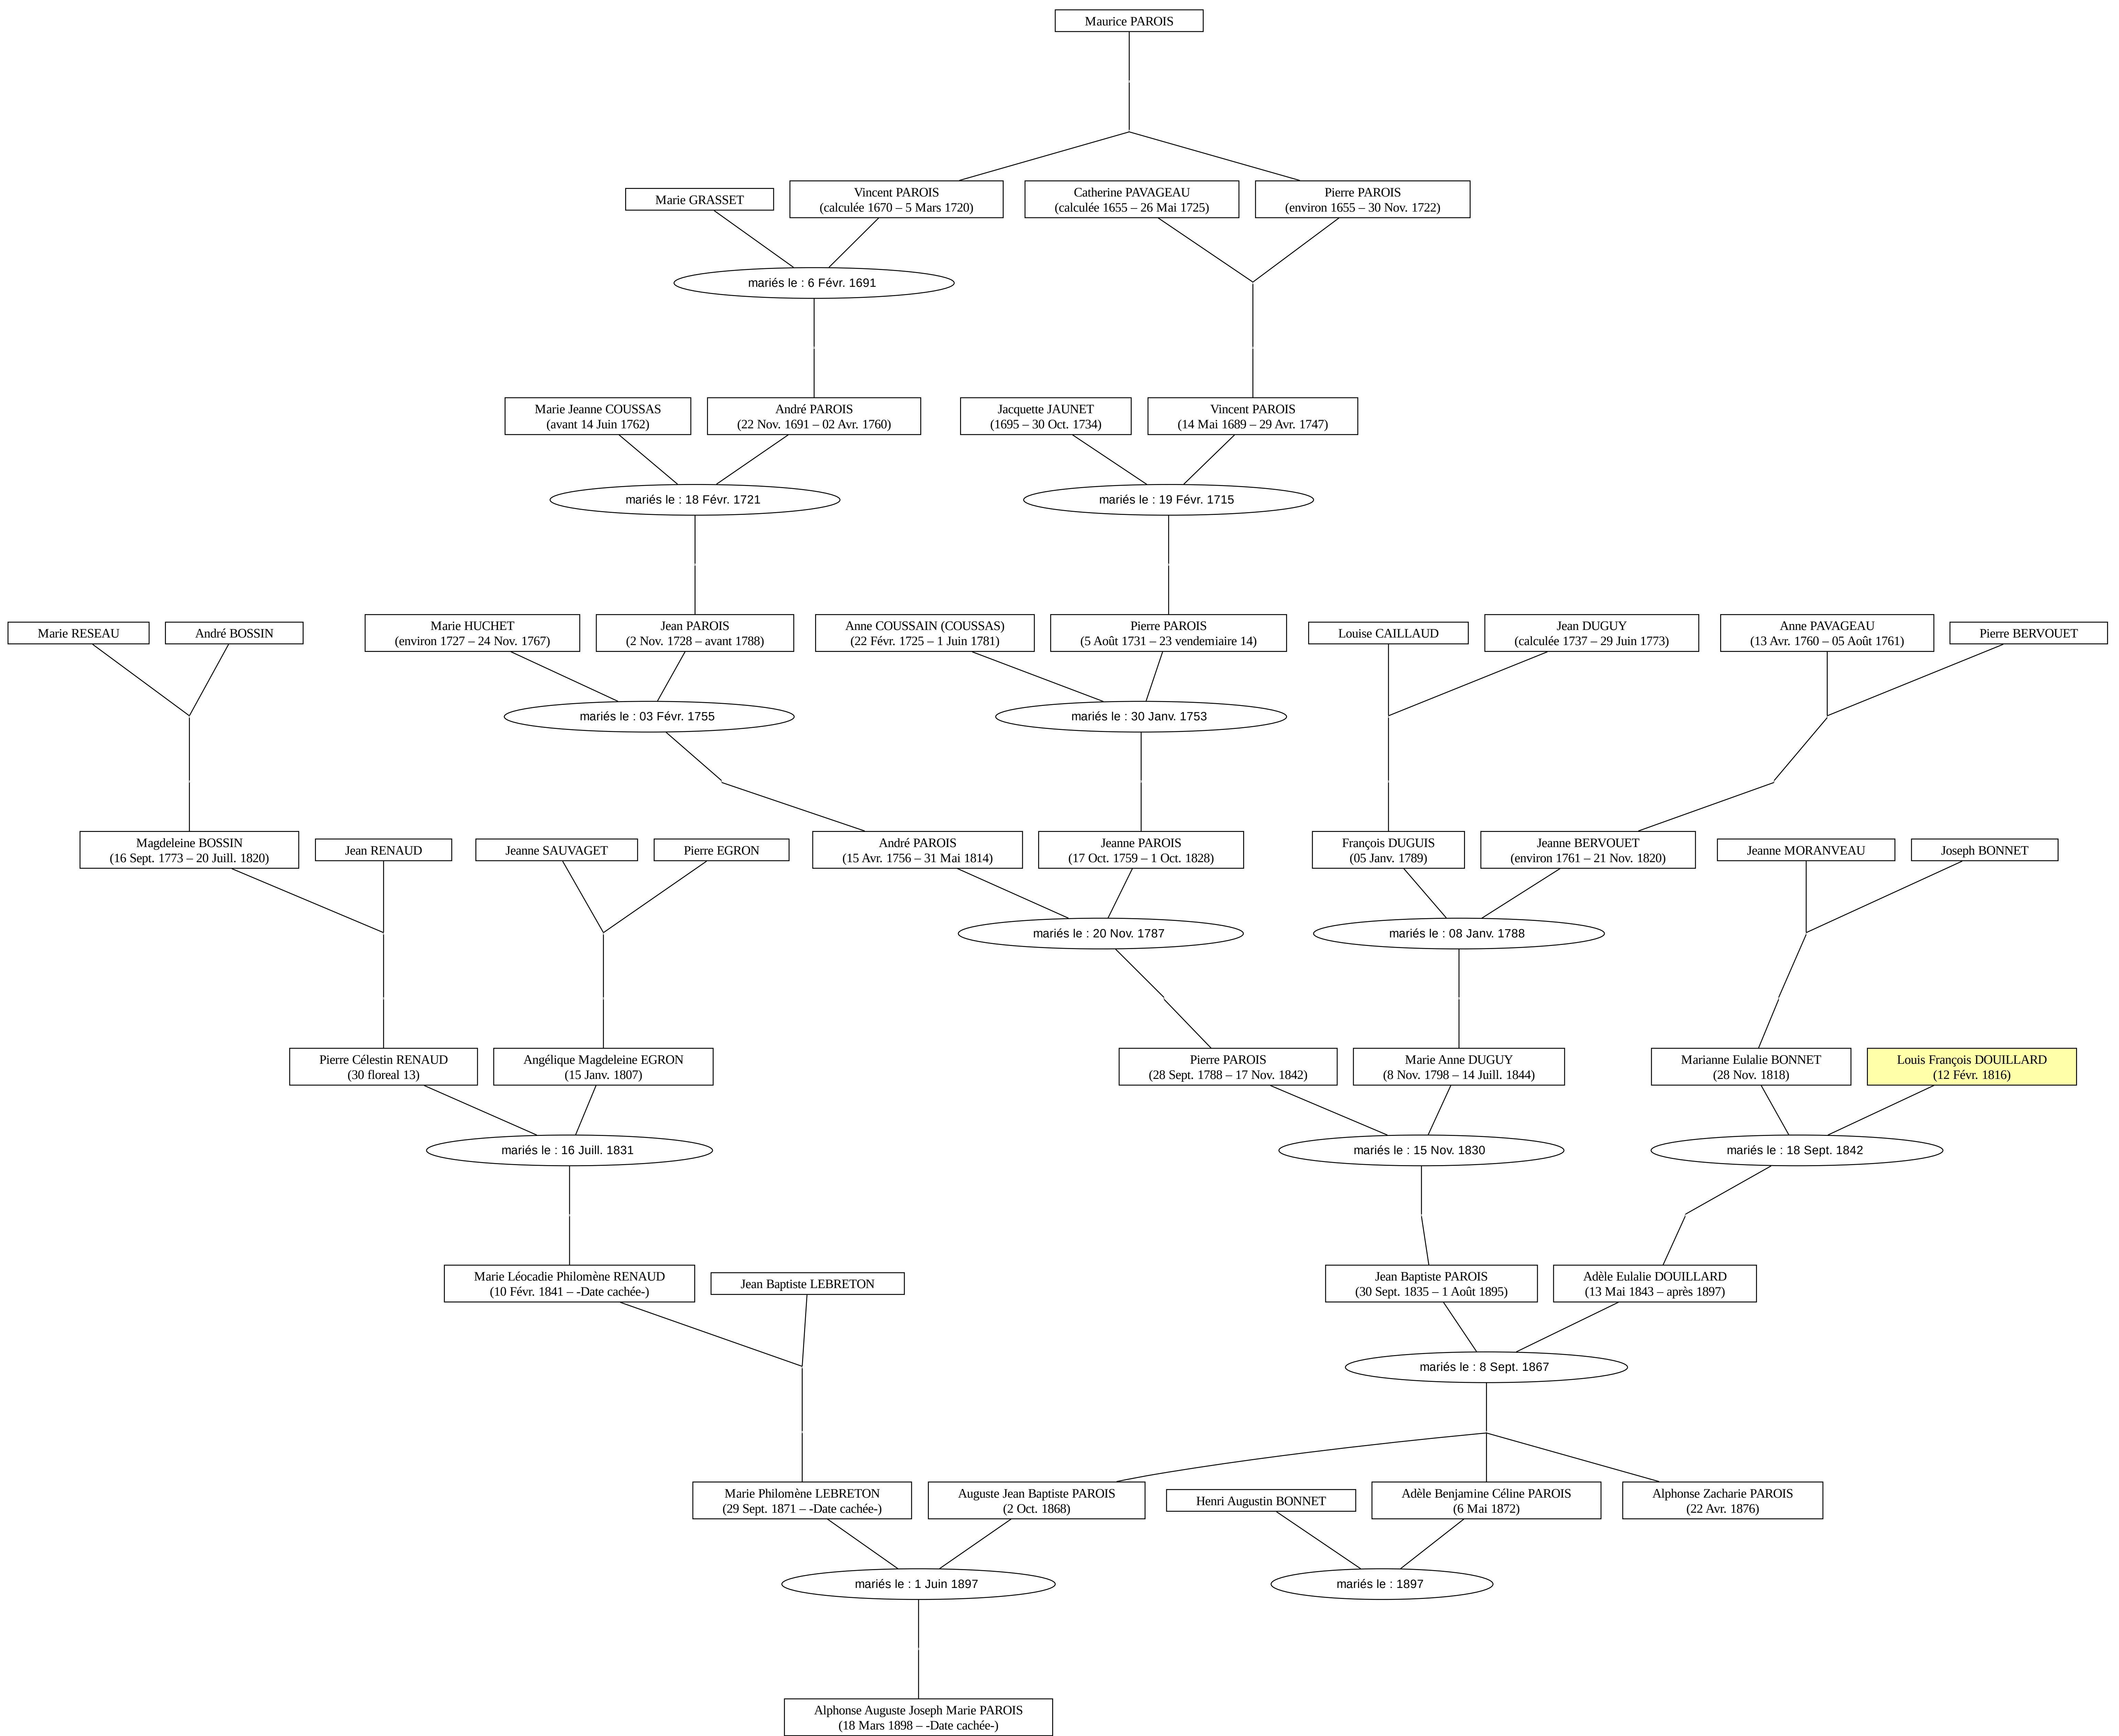 Maurice PAROIS
Marie GRASSET
Vincent PAROIS
(calculée 1670 – 5 Mars 1720)
Catherine PAVAGEAU
(calculée 1655 – 26 Mai 1725)
Pierre PAROIS
(environ 1655 – 30 Nov. 1722)
mariés le : 6 Févr. 1691
Marie Jeanne COUSSAS
(avant 14 Juin 1762)
André PAROIS
(22 Nov. 1691 – 02 Avr. 1760)
Jacquette JAUNET
(1695 – 30 Oct. 1734)
Vincent PAROIS
(14 Mai 1689 – 29 Avr. 1747)
mariés le : 18 Févr. 1721
mariés le : 19 Févr. 1715
Marie RESEAU
André BOSSIN
Marie HUCHET
(environ 1727 – 24 Nov. 1767)
Jean PAROIS
(2 Nov. 1728 – avant 1788)
Anne COUSSAIN (COUSSAS)
(22 Févr. 1725 – 1 Juin 1781)
Pierre PAROIS
(5 Août 1731 – 23 vendemiaire 14)
Louise CAILLAUD
Jean DUGUY
(calculée 1737 – 29 Juin 1773)
Anne PAVAGEAU
(13 Avr. 1760 – 05 Août 1761)
Pierre BERVOUET
mariés le : 03 Févr. 1755
mariés le : 30 Janv. 1753
Magdeleine BOSSIN
(16 Sept. 1773 – 20 Juill. 1820)
Jean RENAUD
Jeanne SAUVAGET
Pierre EGRON
André PAROIS
(15 Avr. 1756 – 31 Mai 1814)
Jeanne PAROIS
(17 Oct. 1759 – 1 Oct. 1828)
François DUGUIS
(05 Janv. 1789)
Jeanne BERVOUET
(environ 1761 – 21 Nov. 1820)
Jeanne MORANVEAU
Joseph BONNET
mariés le : 20 Nov. 1787
mariés le : 08 Janv. 1788
Pierre Célestin RENAUD
(30 floreal 13)
Angélique Magdeleine EGRON
(15 Janv. 1807)
Pierre PAROIS
(28 Sept. 1788 – 17 Nov. 1842)
Marie Anne DUGUY
(8 Nov. 1798 – 14 Juill. 1844)
Marianne Eulalie BONNET
(28 Nov. 1818)
Louis François DOUILLARD
(12 Févr. 1816)
mariés le : 16 Juill. 1831
mariés le : 15 Nov. 1830
mariés le : 18 Sept. 1842
Marie Léocadie Philomène RENAUD
(10 Févr. 1841 – -Date cachée-)
Jean Baptiste LEBRETON
Jean Baptiste PAROIS
(30 Sept. 1835 – 1 Août 1895)
Adèle Eulalie DOUILLARD
(13 Mai 1843 – après 1897)
mariés le : 8 Sept. 1867
Marie Philomène LEBRETON
(29 Sept. 1871 – -Date cachée-)
Auguste Jean Baptiste PAROIS
(2 Oct. 1868)
Henri Augustin BONNET
Adèle Benjamine Céline PAROIS
(6 Mai 1872)
Alphonse Zacharie PAROIS
(22 Avr. 1876)
mariés le : 1 Juin 1897
mariés le : 1897
Alphonse Auguste Joseph Marie PAROIS
(18 Mars 1898 – -Date cachée-)